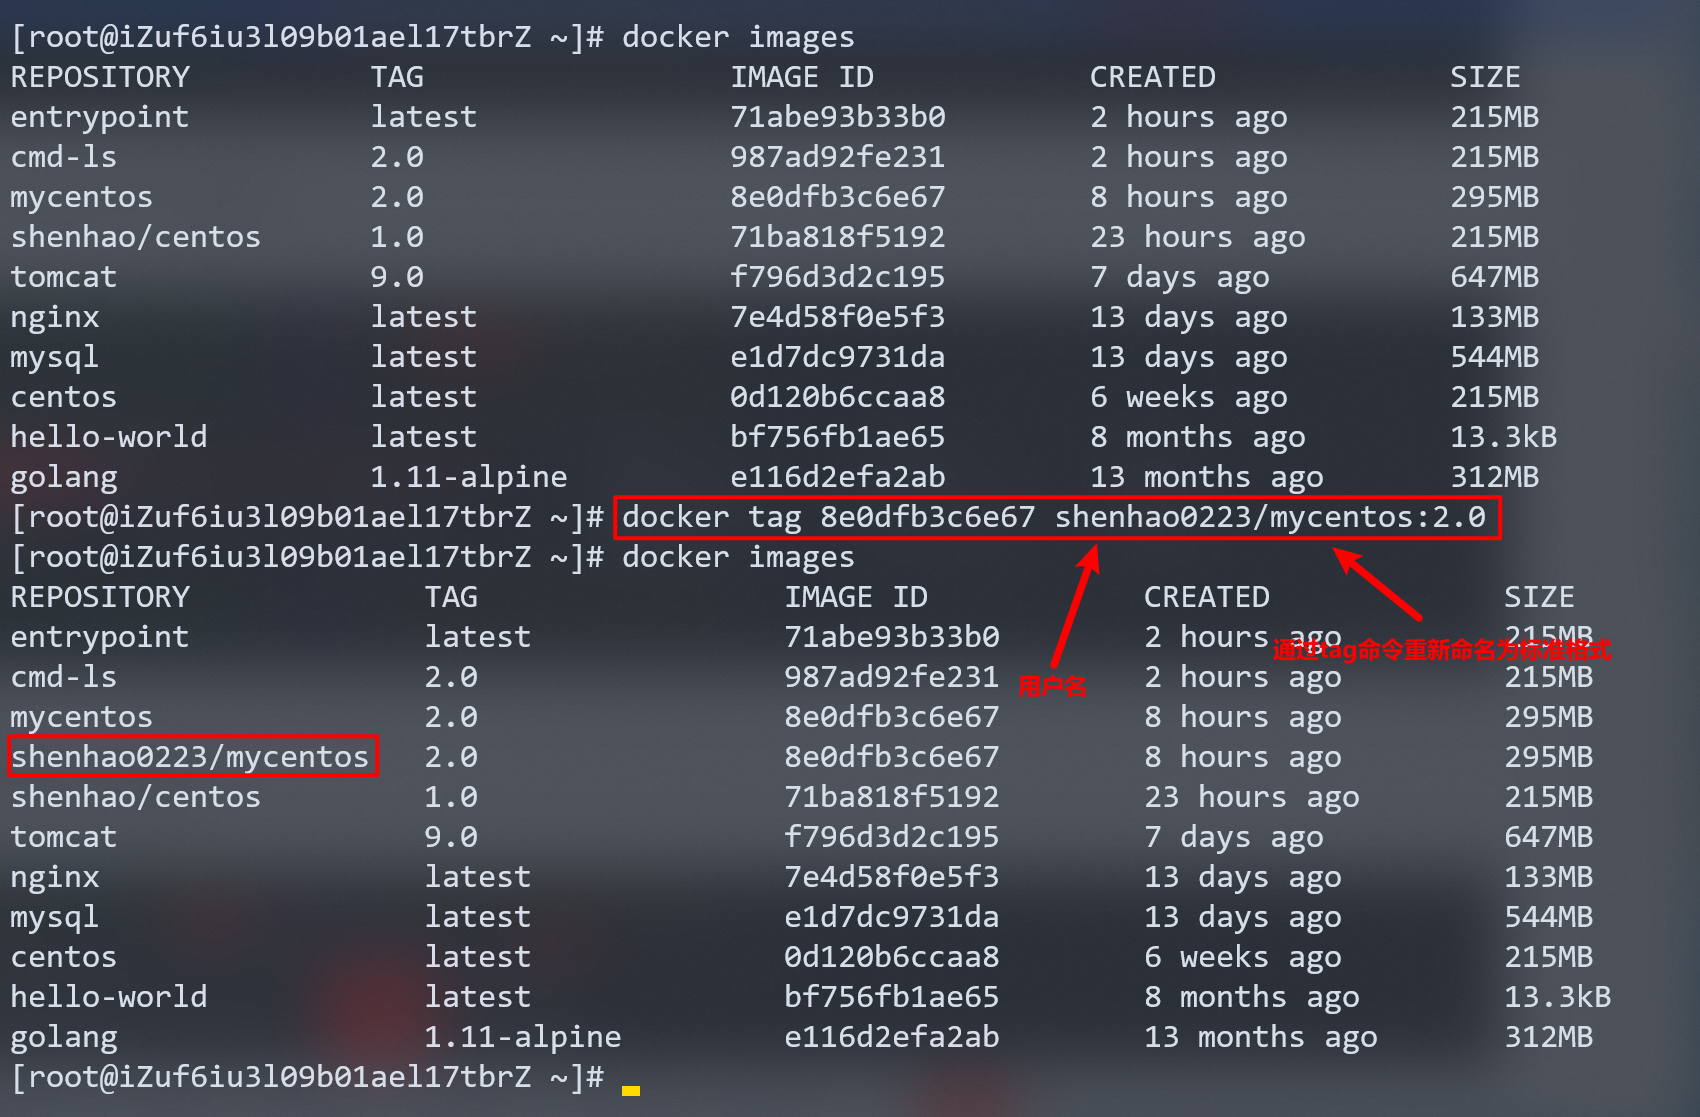 [root@iZuf6iu3l09b01ael17tbrZ ~]# docker images
REPOSITORY TAG IMAGE ID CREATED SIZE
entrypoint latest 71abe93b33b0 2 hours ago 215MB
cmd-ls 2.0 987ad92fe231 2 hours ago 215MB
mycentos 2.0 8e0dfb3c6e67 8 hours ago 295MB
shenhao/centos 1.0 71ba818f5192 23 hours ago 215MB
tomcat 9.0 f796d3d2c195 7 days ago 647MB
nginx latest 7e4d58f0e5f3 13 days ago 133MB
mysql latest e1d7dc9731da 13 days ago 544MB
centos latest 0d120b6ccaa8 6 weeks ago 215MB
hello-world latest bf756fb1ae65 8 months ago 13.3kB
golang 1.11-alpine e116d2efa2ab 13 months ago 312MB
[root@iZuf6iu3l09b01ael17tbrZ ~]# docker tag 8e0dfb3c6e67 shenhao0223/mycentos:2.0
[root@iZuf6iu3l09b01ael17tbrZ ~]# docker images
REPOSITORY TAG IMAGE ID CREATED SIZE
entrypoint latest 71abe93b33b0 2 hours ago 215MB
通过tag命令重新命名为标准格式
cmd-ls 2.0 987ad92fe231 2 hours ago 215MB
用户名
mycentos 2.0 8e0dfb3c6e67 8 hours ago 295MB
shenhao0223/mycentos 2.0 8e0dfb3c6e67 8 hours ago 295MB
shenhao/centos 1.0 71ba818f5192 23 hours ago 215MB
tomcat 9.0 f796d3d2c195 7 days ago 647MB
nginx latest 7e4d58f0e5f3 13 days ago 133MB
mysql latest e1d7dc9731da 13 days ago 544MB
centos latest 0d120b6ccaa8 6 weeks ago 215MB
hello-world latest bf756fb1ae65 8 months ago 13.3kB
golang 1.11-alpine e116d2efa2ab 13 months ago 312MB
[root@iZuf6iu3l09b01ael17tbrZ ~]#